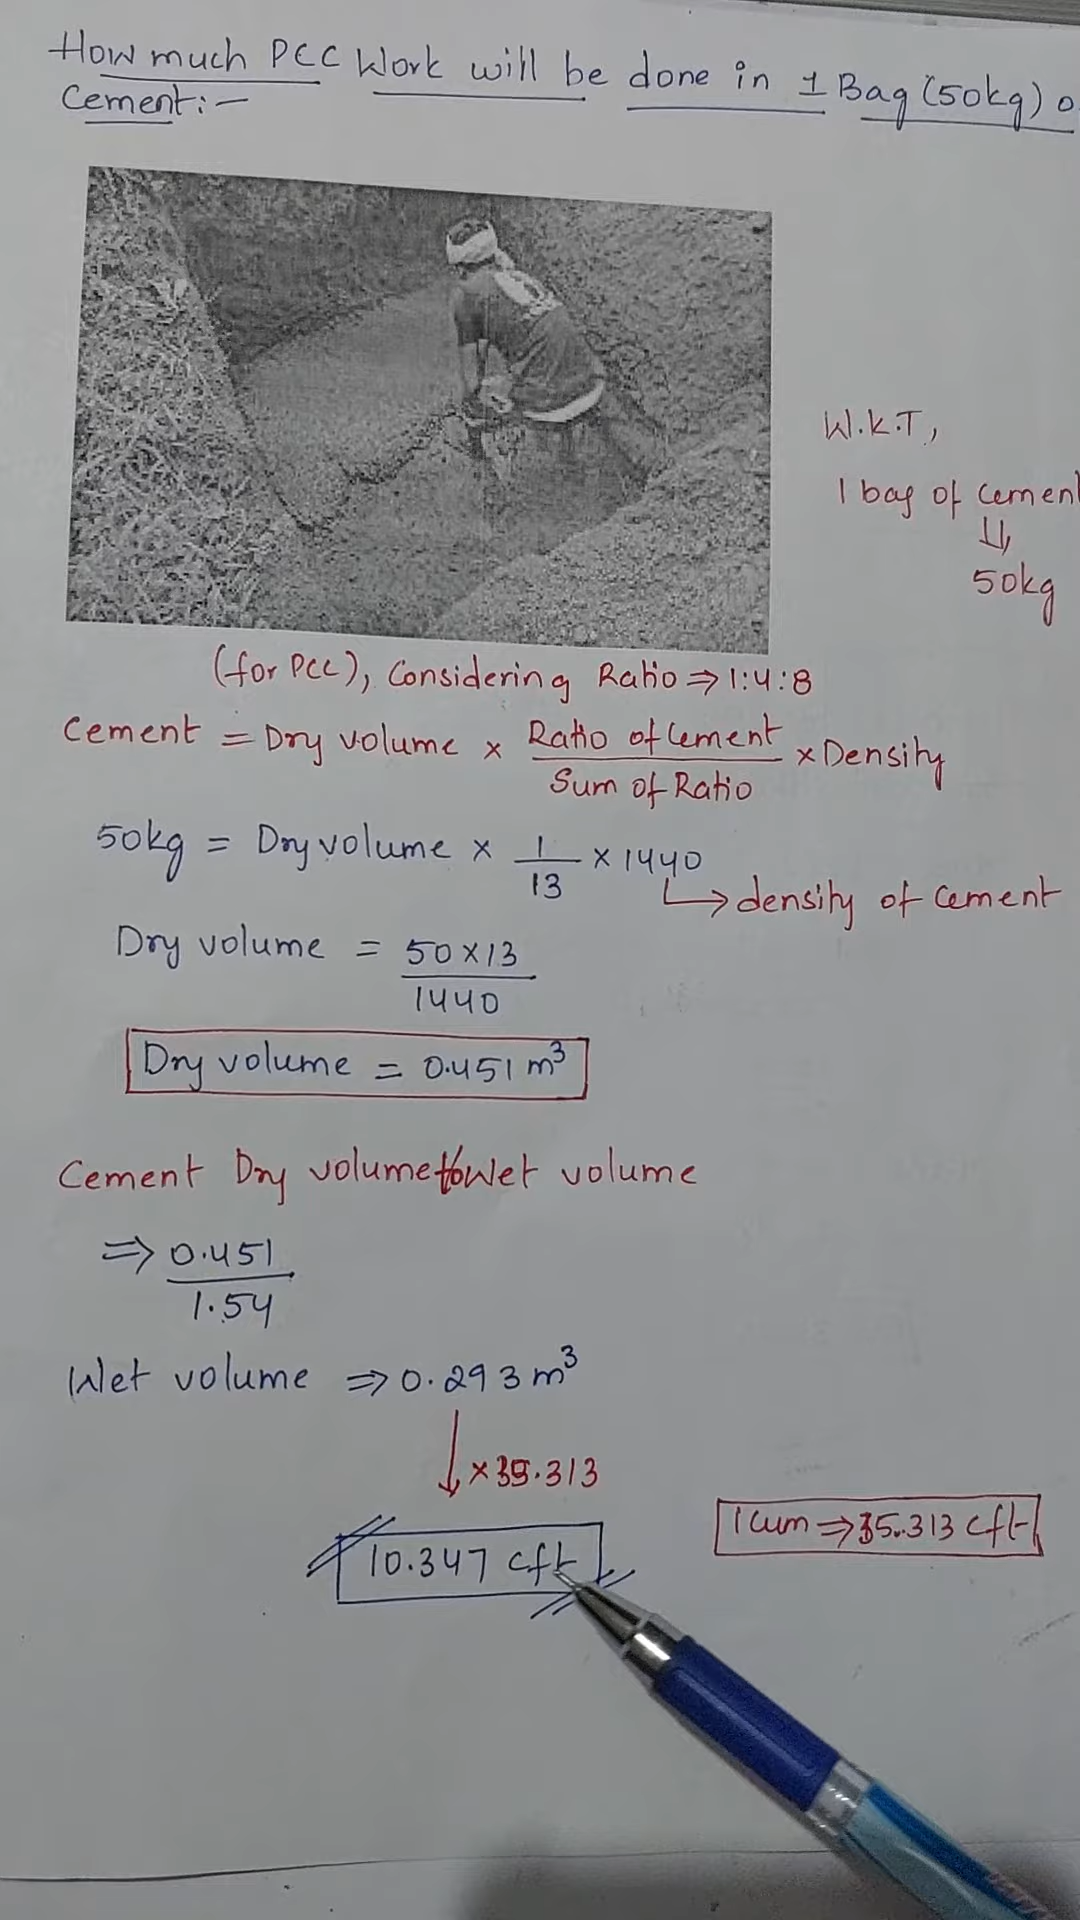 How much PCC Work will be done in 1 Bag (50kg) o
Cement:-
W.K.T,
1 bag of Cement
⇓
50kg
(for PCC), Considering Ratio ⇒ 1:4:8
Cement = Dry volume × Ratio of Cement / Sum of Ratio × Density
50kg = Dry volume × 1/13 × 1440
↳ density of Cement
Dry volume = 50×13 / 1440
Dry volume = 0.451 m³
Cement Dry volume to Wet volume
⇒ 0.451 / 1.54
Wet volume ⇒ 0.293 m³
↓ ×35.313
1 Cum ⇒ 35.313 cft
10.347 cft